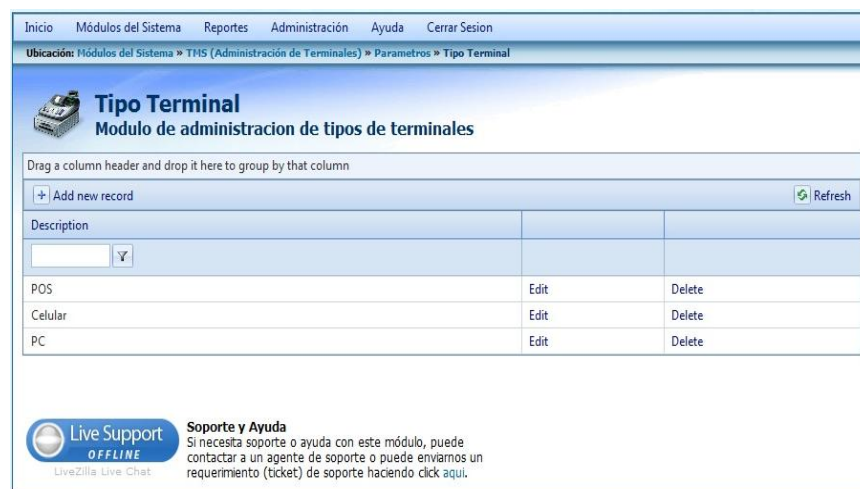 Inicio Módulos del Sistema Reportes Administración Ayuda Cerrar Sesion
Ubicación: Módulos del Sistema » TMS (Administración de Terminales) » Parametros » Tipo Terminal
Tipo Terminal
Modulo de administracion de tipos de terminales
Drag a column header and drop it here to group by that column
Add new record Refresh
Description
POS Edit Delete
Celular Edit Delete
PC Edit Delete
Live Support
OFFLINE
LiveZilla Live Chat
Soporte y Ayuda
Si necesita soporte o ayuda con este módulo, puede
contactar a un agente de soporte o puede enviarnos un
requerimiento (ticket) de soporte haciendo click aqui.